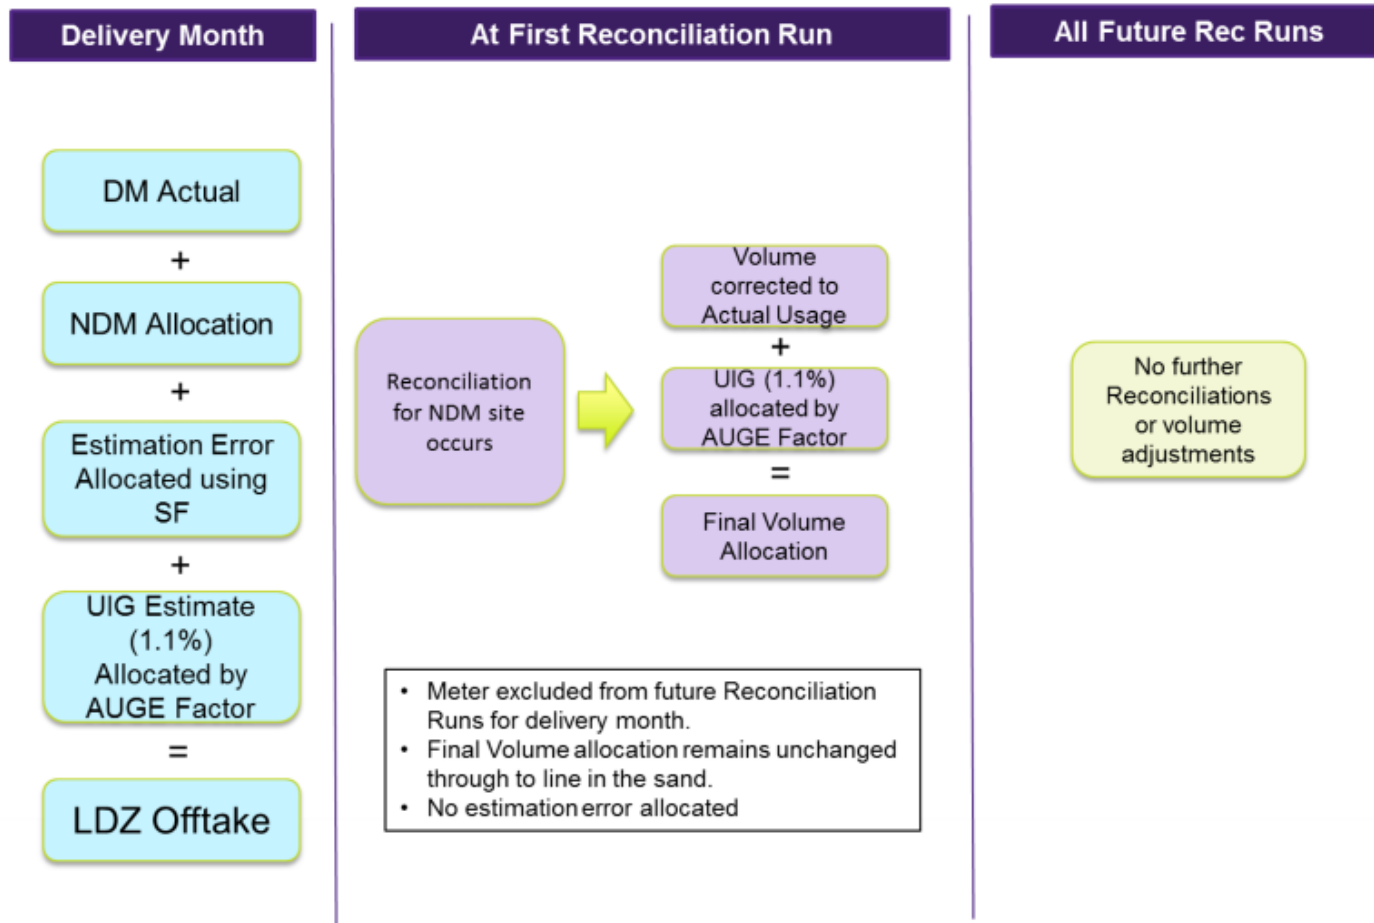 Delivery Month
DM Actual
+
NDM Allocation
+
Estimation Error
Allocated using
SF
+
UIG Estimate
(1.1%)
Allocated by
AUGE Factor
=
LDZ Offtake
At First Reconciliation Run
Reconciliation
for NDM site
occurs
Volume
corrected to
Actual Usage
+
UIG (1.1%)
allocated by
AUGE Factor
=
Final Volume
Allocation
• Meter excluded from future Reconciliation
Runs for delivery month.
• Final Volume allocation remains unchanged
through to line in the sand.
• No estimation error allocated
All Future Rec Runs
No further
Reconciliations
or volume
adjustments